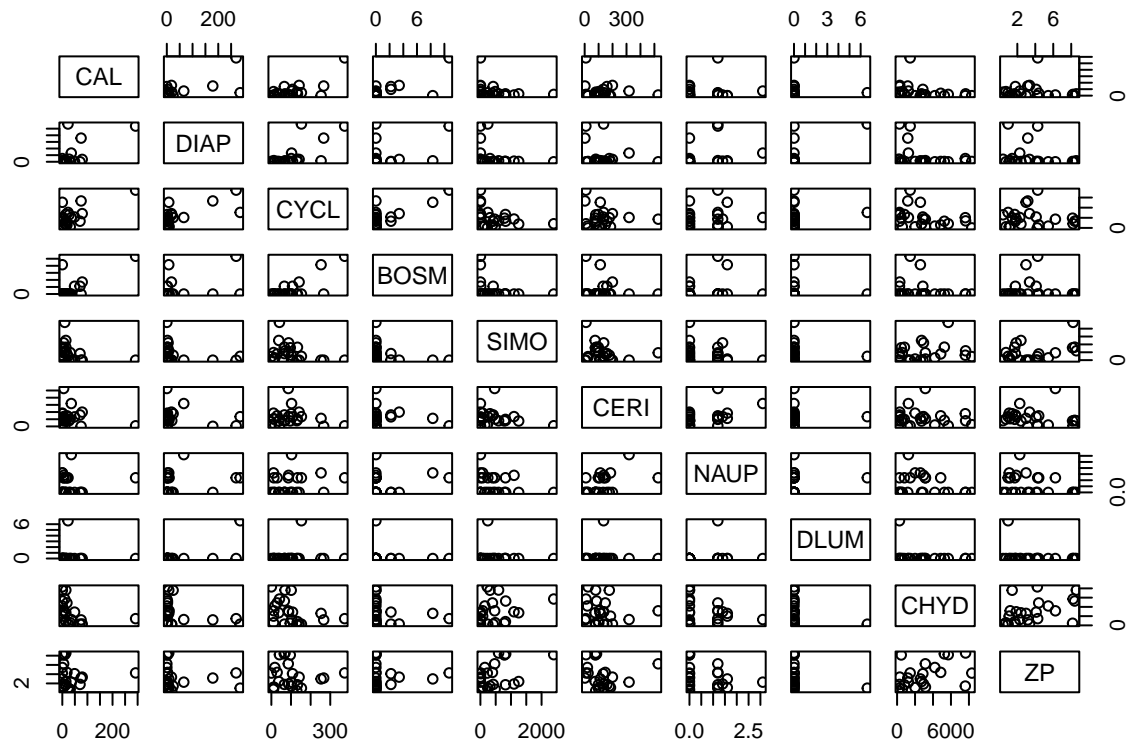 0 200 0 6 0 300 0 3 6 2 6
CAL 0
0 DIAP
CYCL 0
0 BOSM
SIMO 0
0 CERI
NAUP 0.0
0 6 DLUM
CHYD 0
2 ZP
0 200 0 300 0 2000 0.0 2.5 0 6000